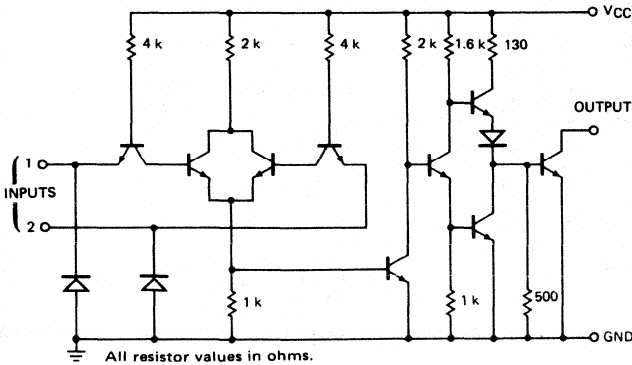 VCC
4 k
2 k
4 k
2 k
1.6 k
130
OUTPUT
1
INPUTS
2
1 k
1 k
500
GND
All resistor values in ohms.